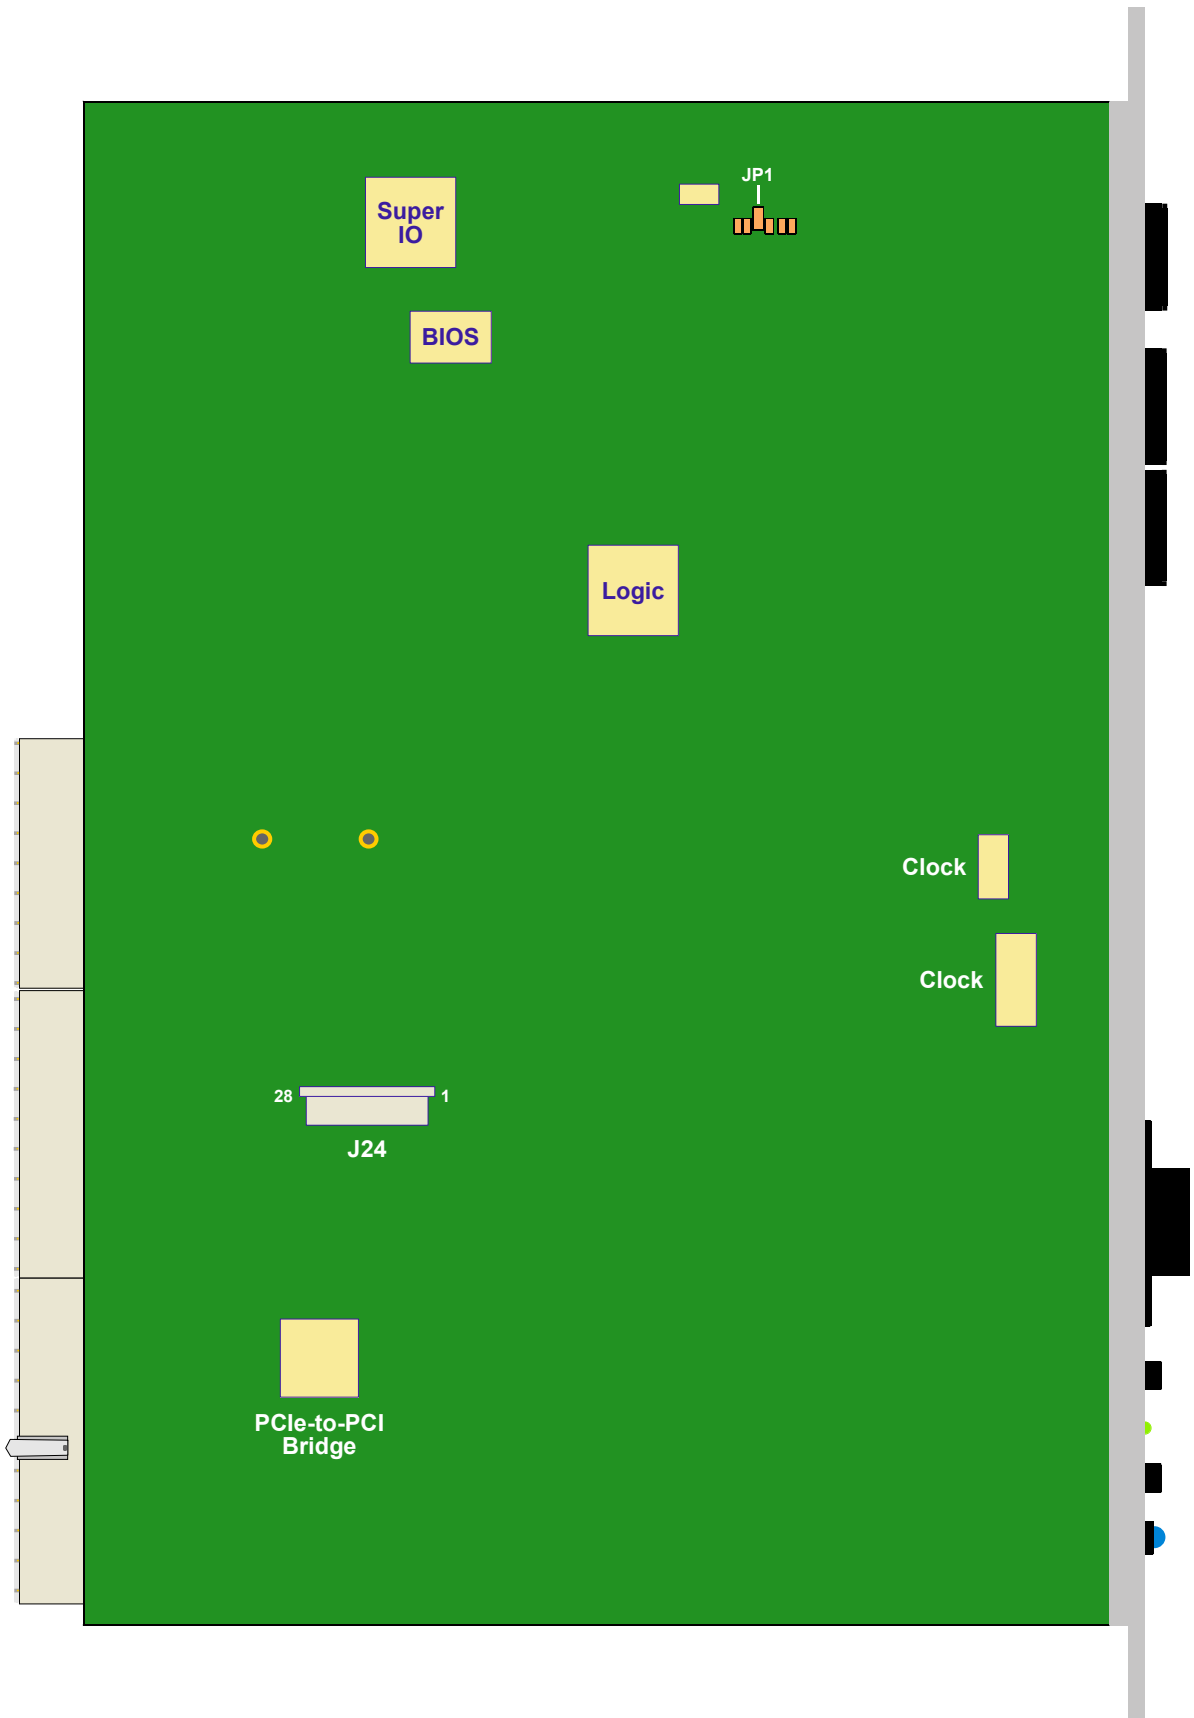 JP1
Super
IO
BIOS
Logic
Clock
Clock
28 1
J24
PCIe-to-PCI
Bridge